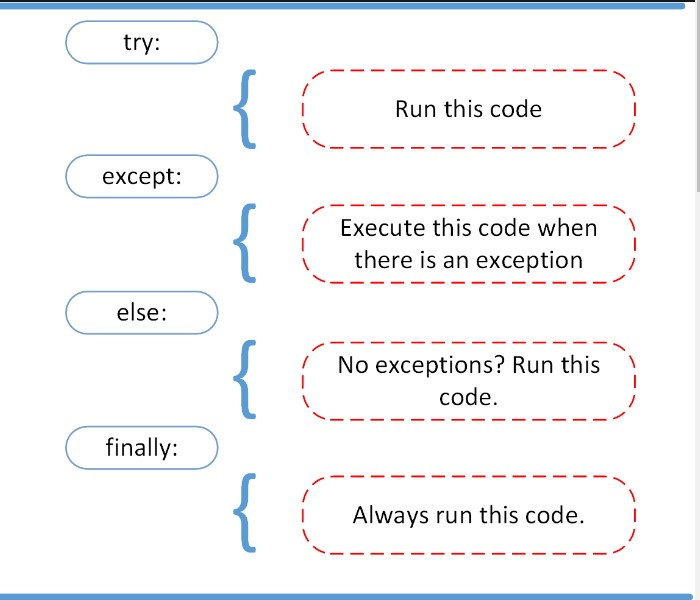 try:
Run this code
except:
Execute this code when
there is an exception
else:
No exceptions? Run this
code.
finally:
Always run this code.